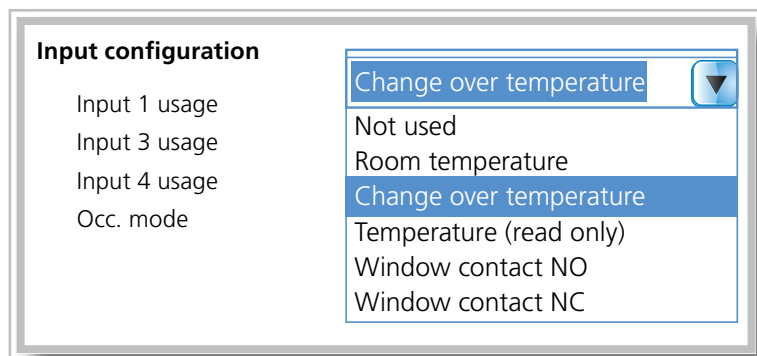 Input configuration
Change over temperature
Input 1 usage
Not used
Input 3 usage
Room temperature
Input 4 usage
Change over temperature
Occ. mode
Temperature (read only)
Window contact NO
Window contact NC